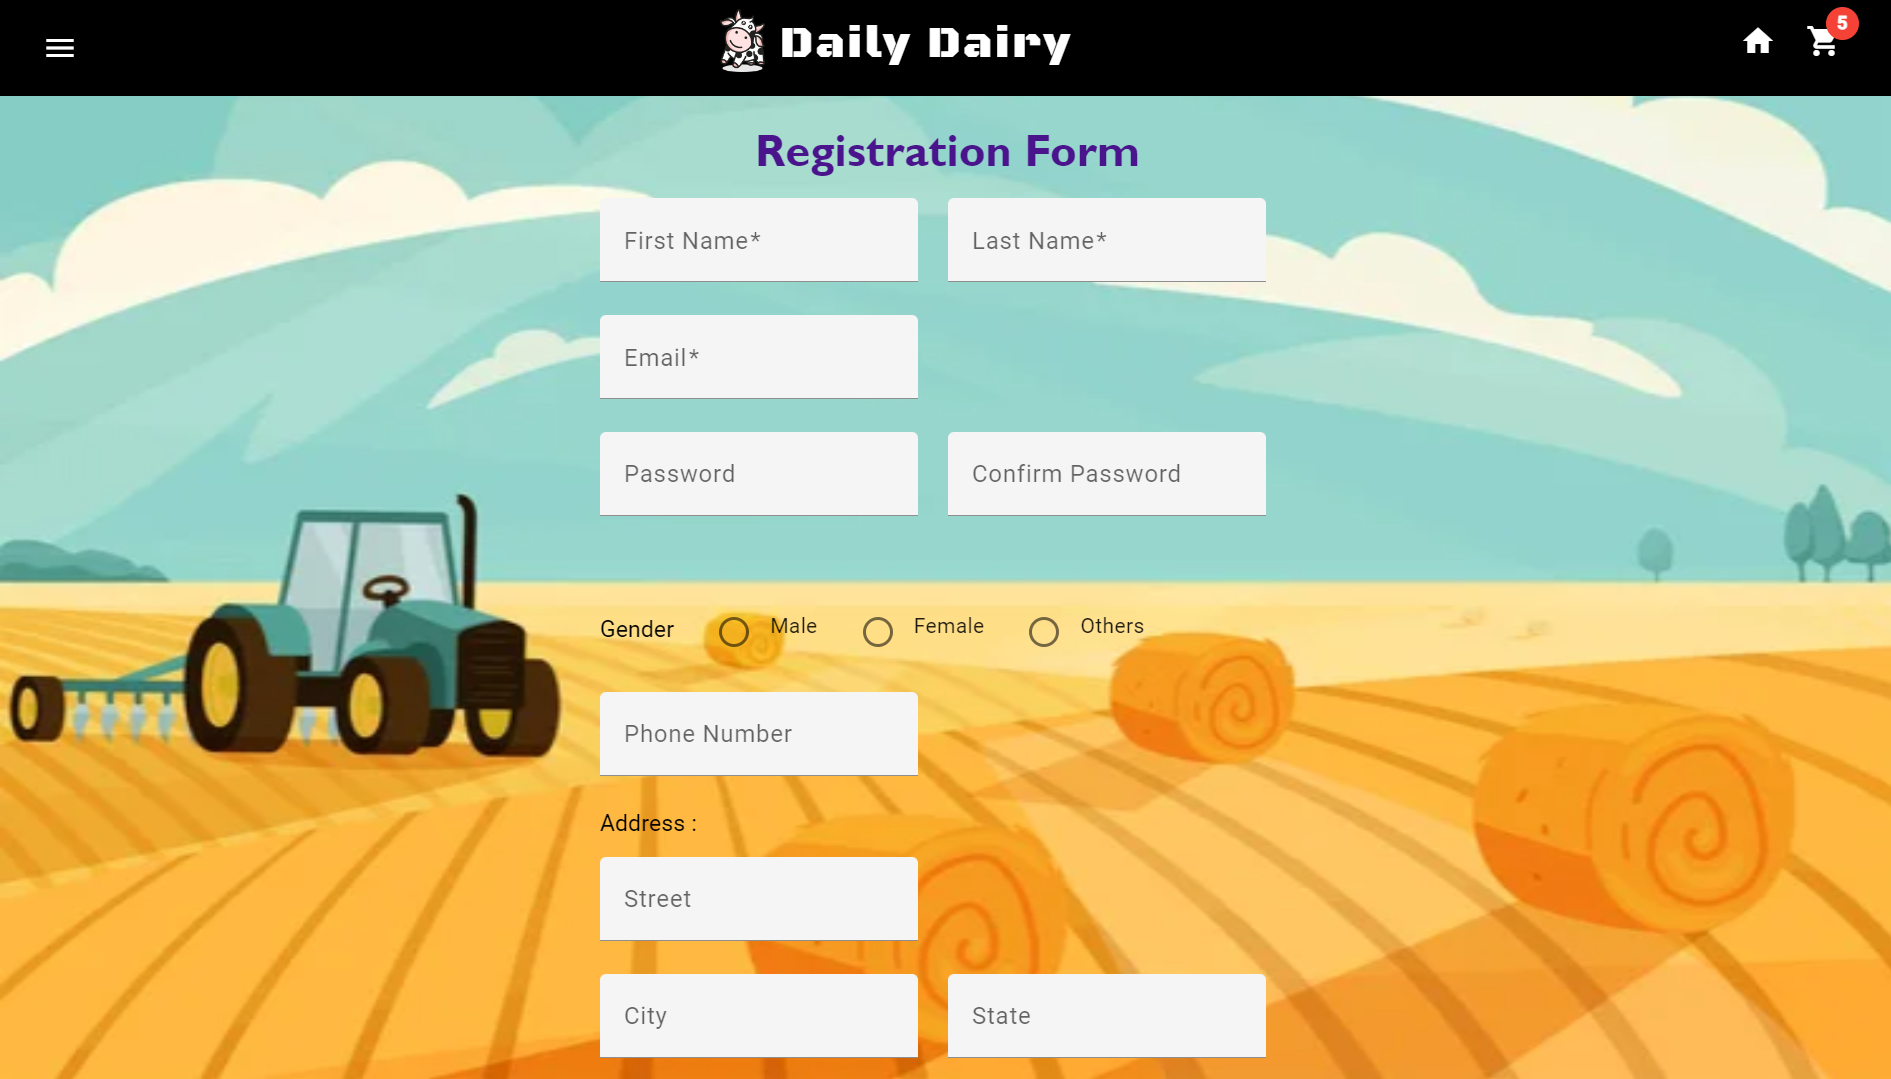 Daily Dairy
5
Registration Form
First Name* Last Name*
Email*
Password Confirm Password
Gender Male Female Others
Phone Number
Address :
Street
City State